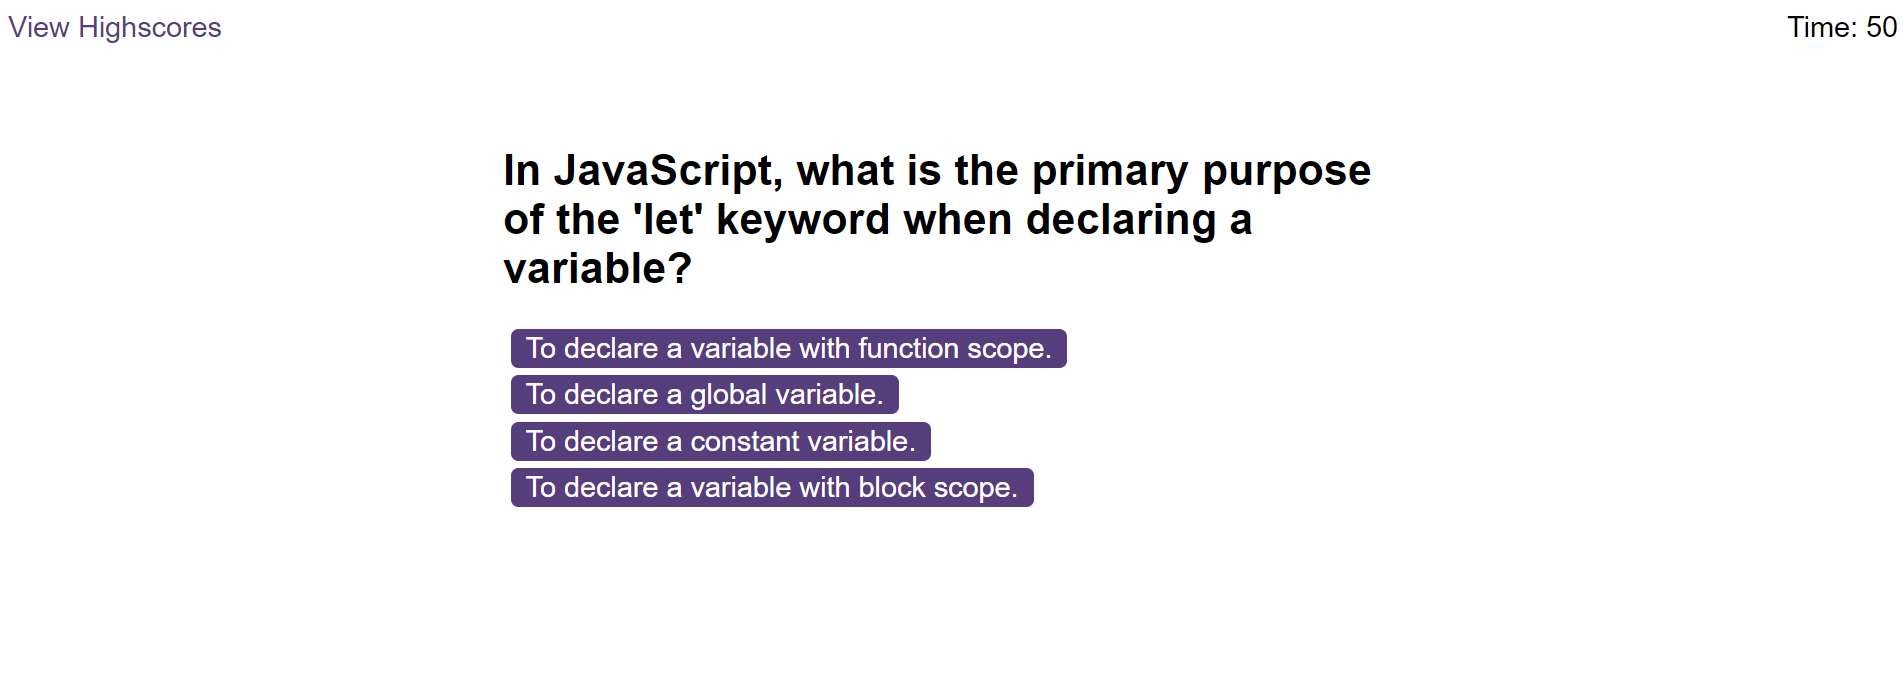 View Highscores
Time: 50
In JavaScript, what is the primary purpose
of the 'let' keyword when declaring a
variable?
To declare a variable with function scope.
To declare a global variable.
To declare a constant variable.
To declare a variable with block scope.